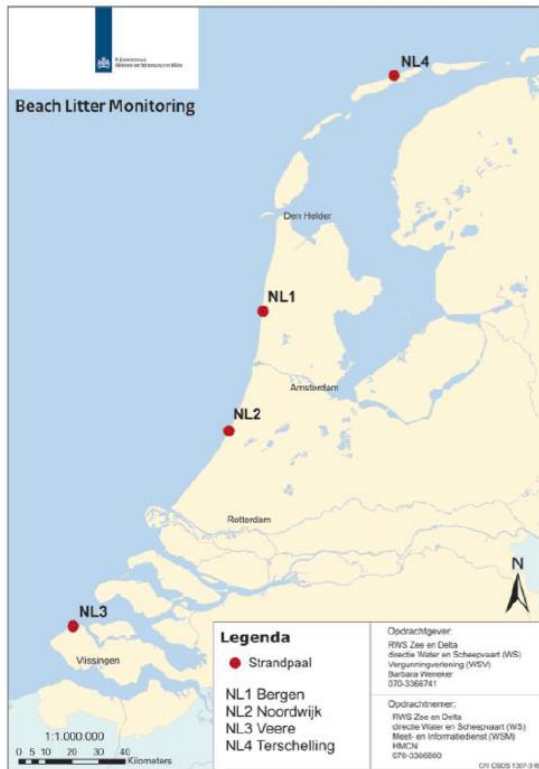 Rijkswaterstaat
Beach Litter Monitoring
NL4
Den Helder
NL1
Amsterdam
NL2
Rotterdam
NL3
Vlissingen
N
1:1.000.000
0 5 10 20 30 40
Kilometers
Legenda
Strandpaal
NL1 Bergen
NL2 Noordwijk
NL3 Veere
NL4 Terschelling
Opdrachtgever:
RWS Zee en Delta
directie Water en Scheepvaart (WS)
Vergunningverlening (WSV)
Barbara Weneker
070-3366741
Opdrachtnemer:
RWS Zee en Delta
directie Water en Scheepvaart (WS)
Meet- en Informatiedienst (WSM)
HMCN